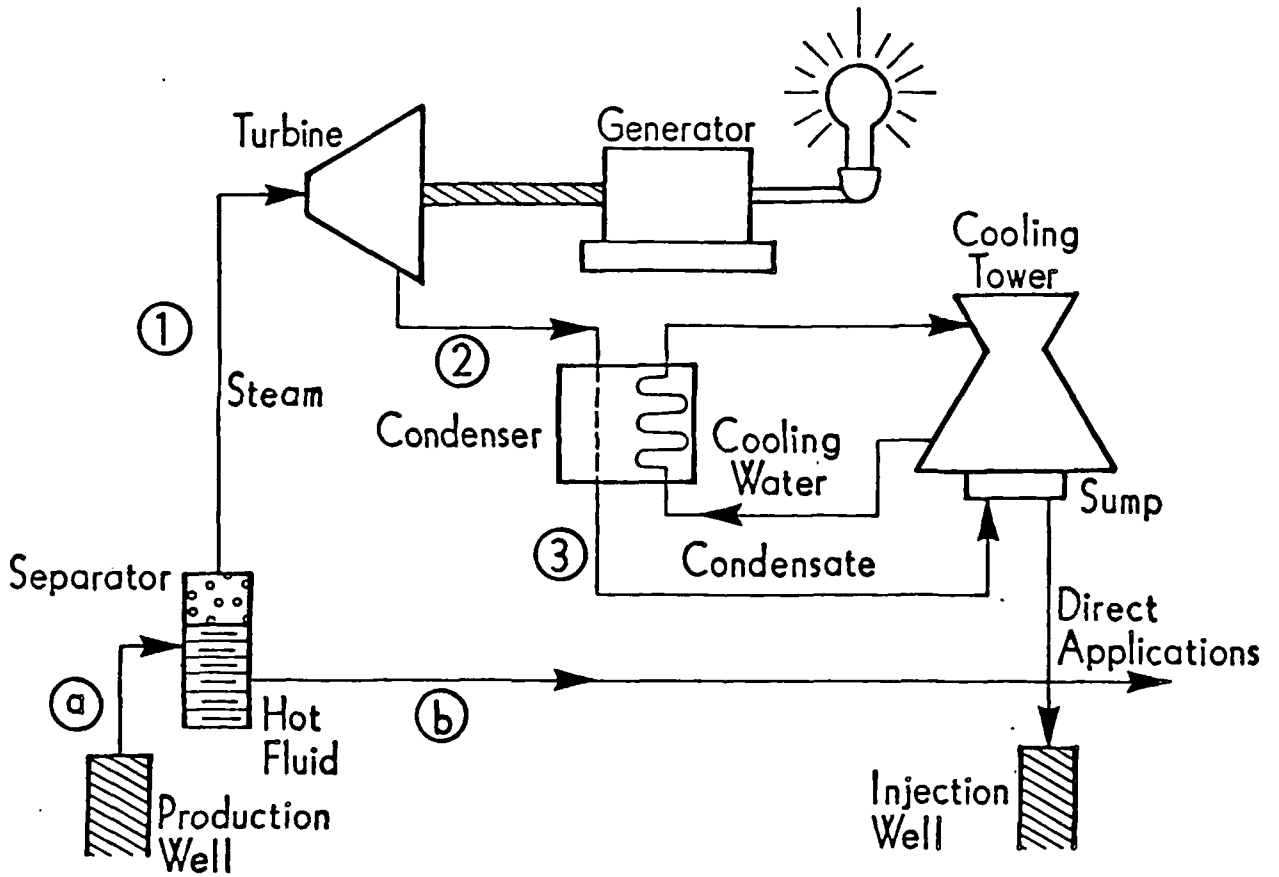 Turbine
Generator
Cooling
Tower
①
②
Steam
Condenser
Cooling
Water
Sump
③
Condensate
Separator
Direct
Applications
ⓐ
ⓑ
Hot
Fluid
Production
Well
Injection
Well